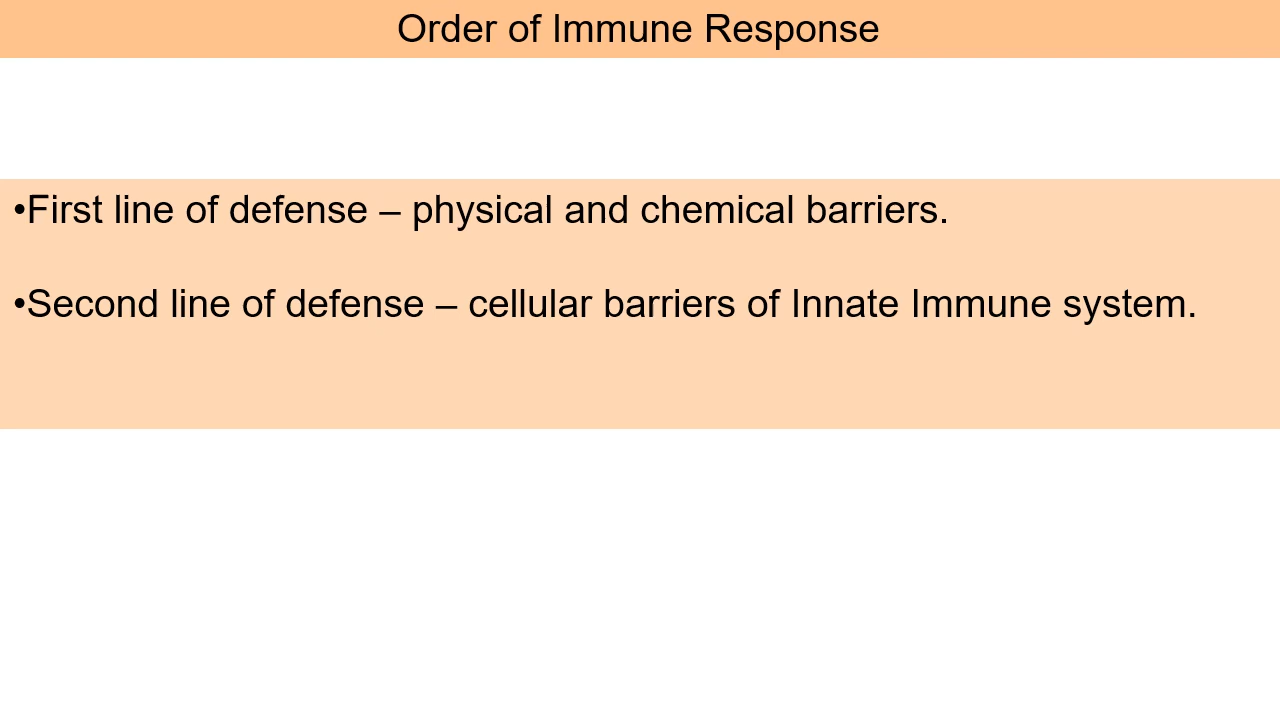 Order of Immune Response
•First line of defense – physical and chemical barriers.
•Second line of defense – cellular barriers of Innate Immune system.